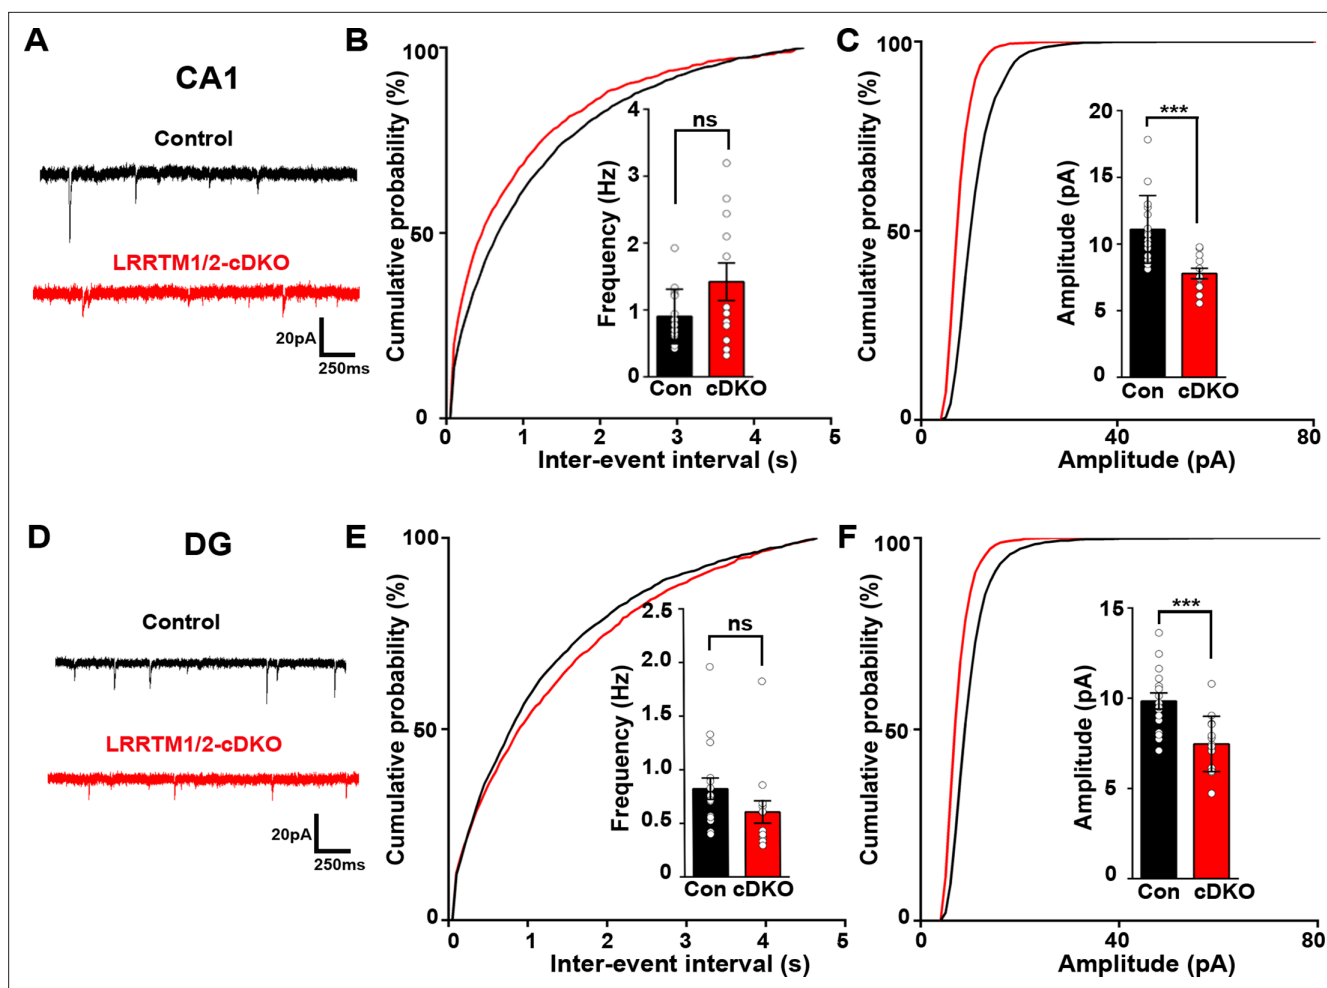 A
CA1
Control
LRRTM1/2-cDKO
20pA
250ms
B
Cumulative probability (%)
100
50
0
0 1 2 3 4 5
Inter-event interval (s)
Frequency (Hz)
4
3
2
1
0
ns
Con cDKO
C
Cumulative probability (%)
100
50
0
0 40 80
Amplitude (pA)
Amplitude (pA)
20
15
10
5
0
***
Con cDKO
D
DG
Control
LRRTM1/2-cDKO
20pA
250ms
E
Cumulative probability (%)
100
50
0
0 1 2 3 4 5
Inter-event interval (s)
Frequency (Hz)
2.5
2.0
1.5
1.0
0.5
0
ns
Con cDKO
F
Cumulative probability (%)
100
50
0
0 40 80
Amplitude (pA)
Amplitude (pA)
15
10
5
0
***
Con cDKO